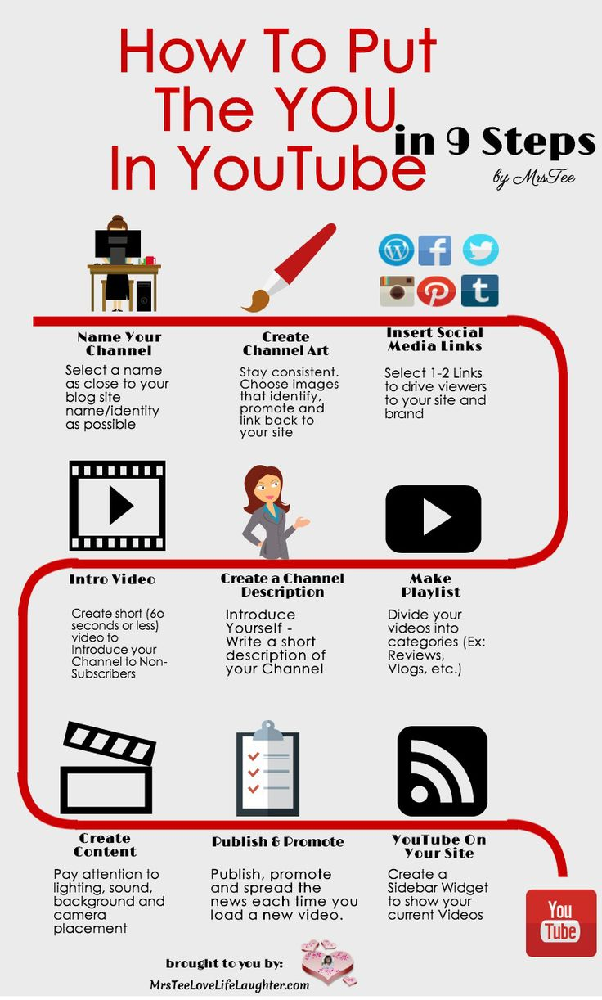 How To Put
The YOU
In YouTube
in 9 Steps
by MrsTee
Name Your
Channel
Select a name
as close to your
blog site
name/identity
as possible
Create
Channel Art
Stay consistent.
Choose images
that identify,
promote and
link back to
your site
Insert Social
Media Links
Select 1-2 Links
to drive viewers
to your site and
brand
Intro Video
Create short (60
seconds or less)
video to
Introduce your
Channel to Non-
Subscribers
Create a Channel
Description
Introduce
Yourself -
Write a short
description of
your Channel
Make
Playlist
Divide your
videos into
categories (Ex:
Reviews,
Vlogs, etc.)
Create
Content
Pay attention to
lighting, sound,
background and
camera
placement
Publish & Promote
Publish, promote
and spread the
news each time you
load a new video.
YouTube On
Your Site
Create a
Sidebar Widget
to show your
current Videos
You
Tube
brought to you by:
MrsTeeLoveLifeLaughter.com